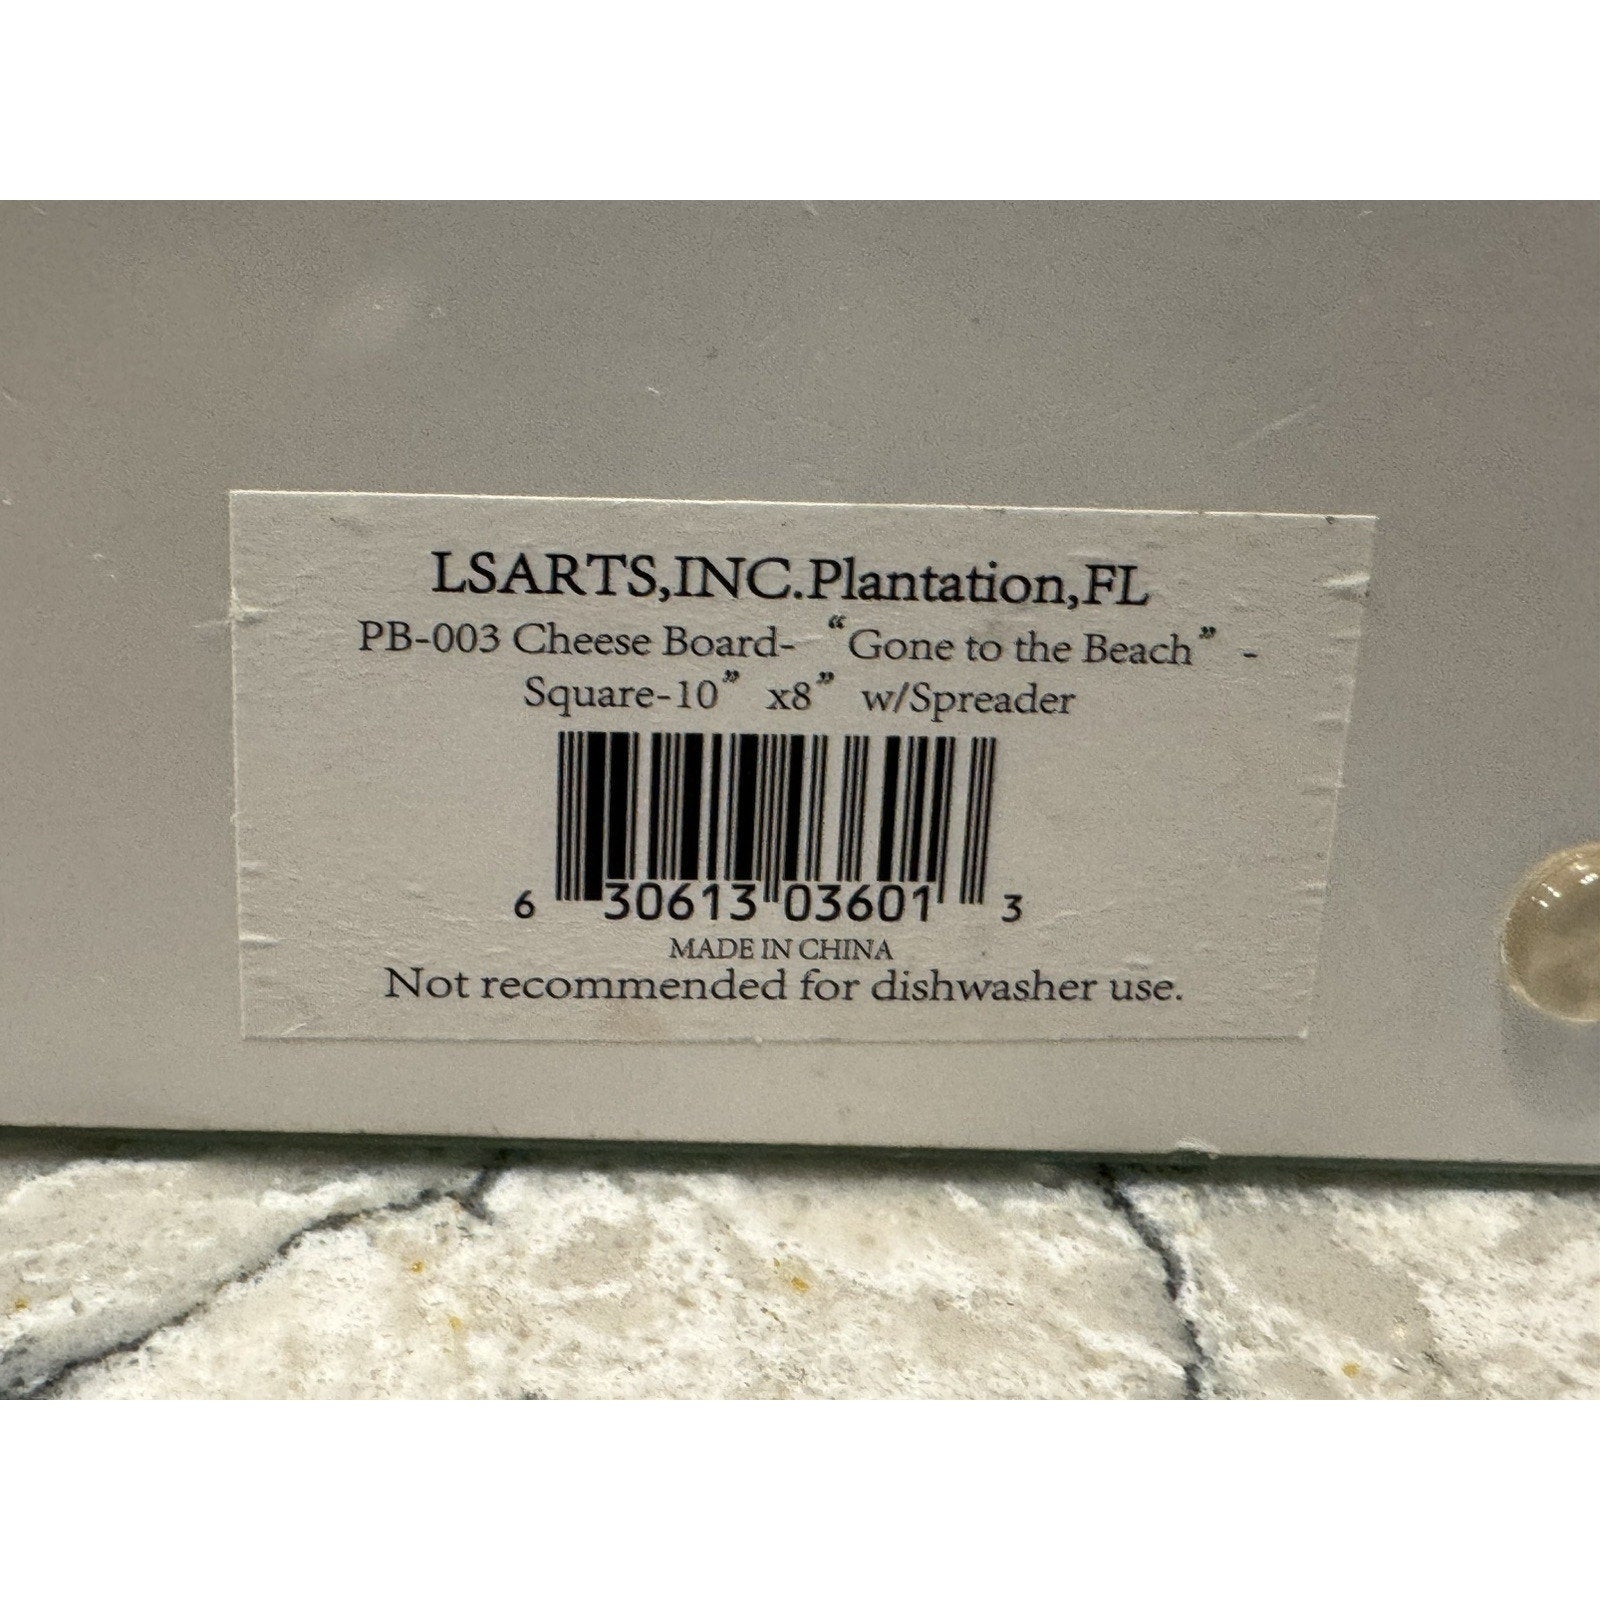 LSARTS,INC.Plantation,FL
PB-003 Cheese Board- “Gone to the Beach” -
Square-10” x8” w/Spreader
6 30613 03601 3
MADE IN CHINA
Not recommended for dishwasher use.